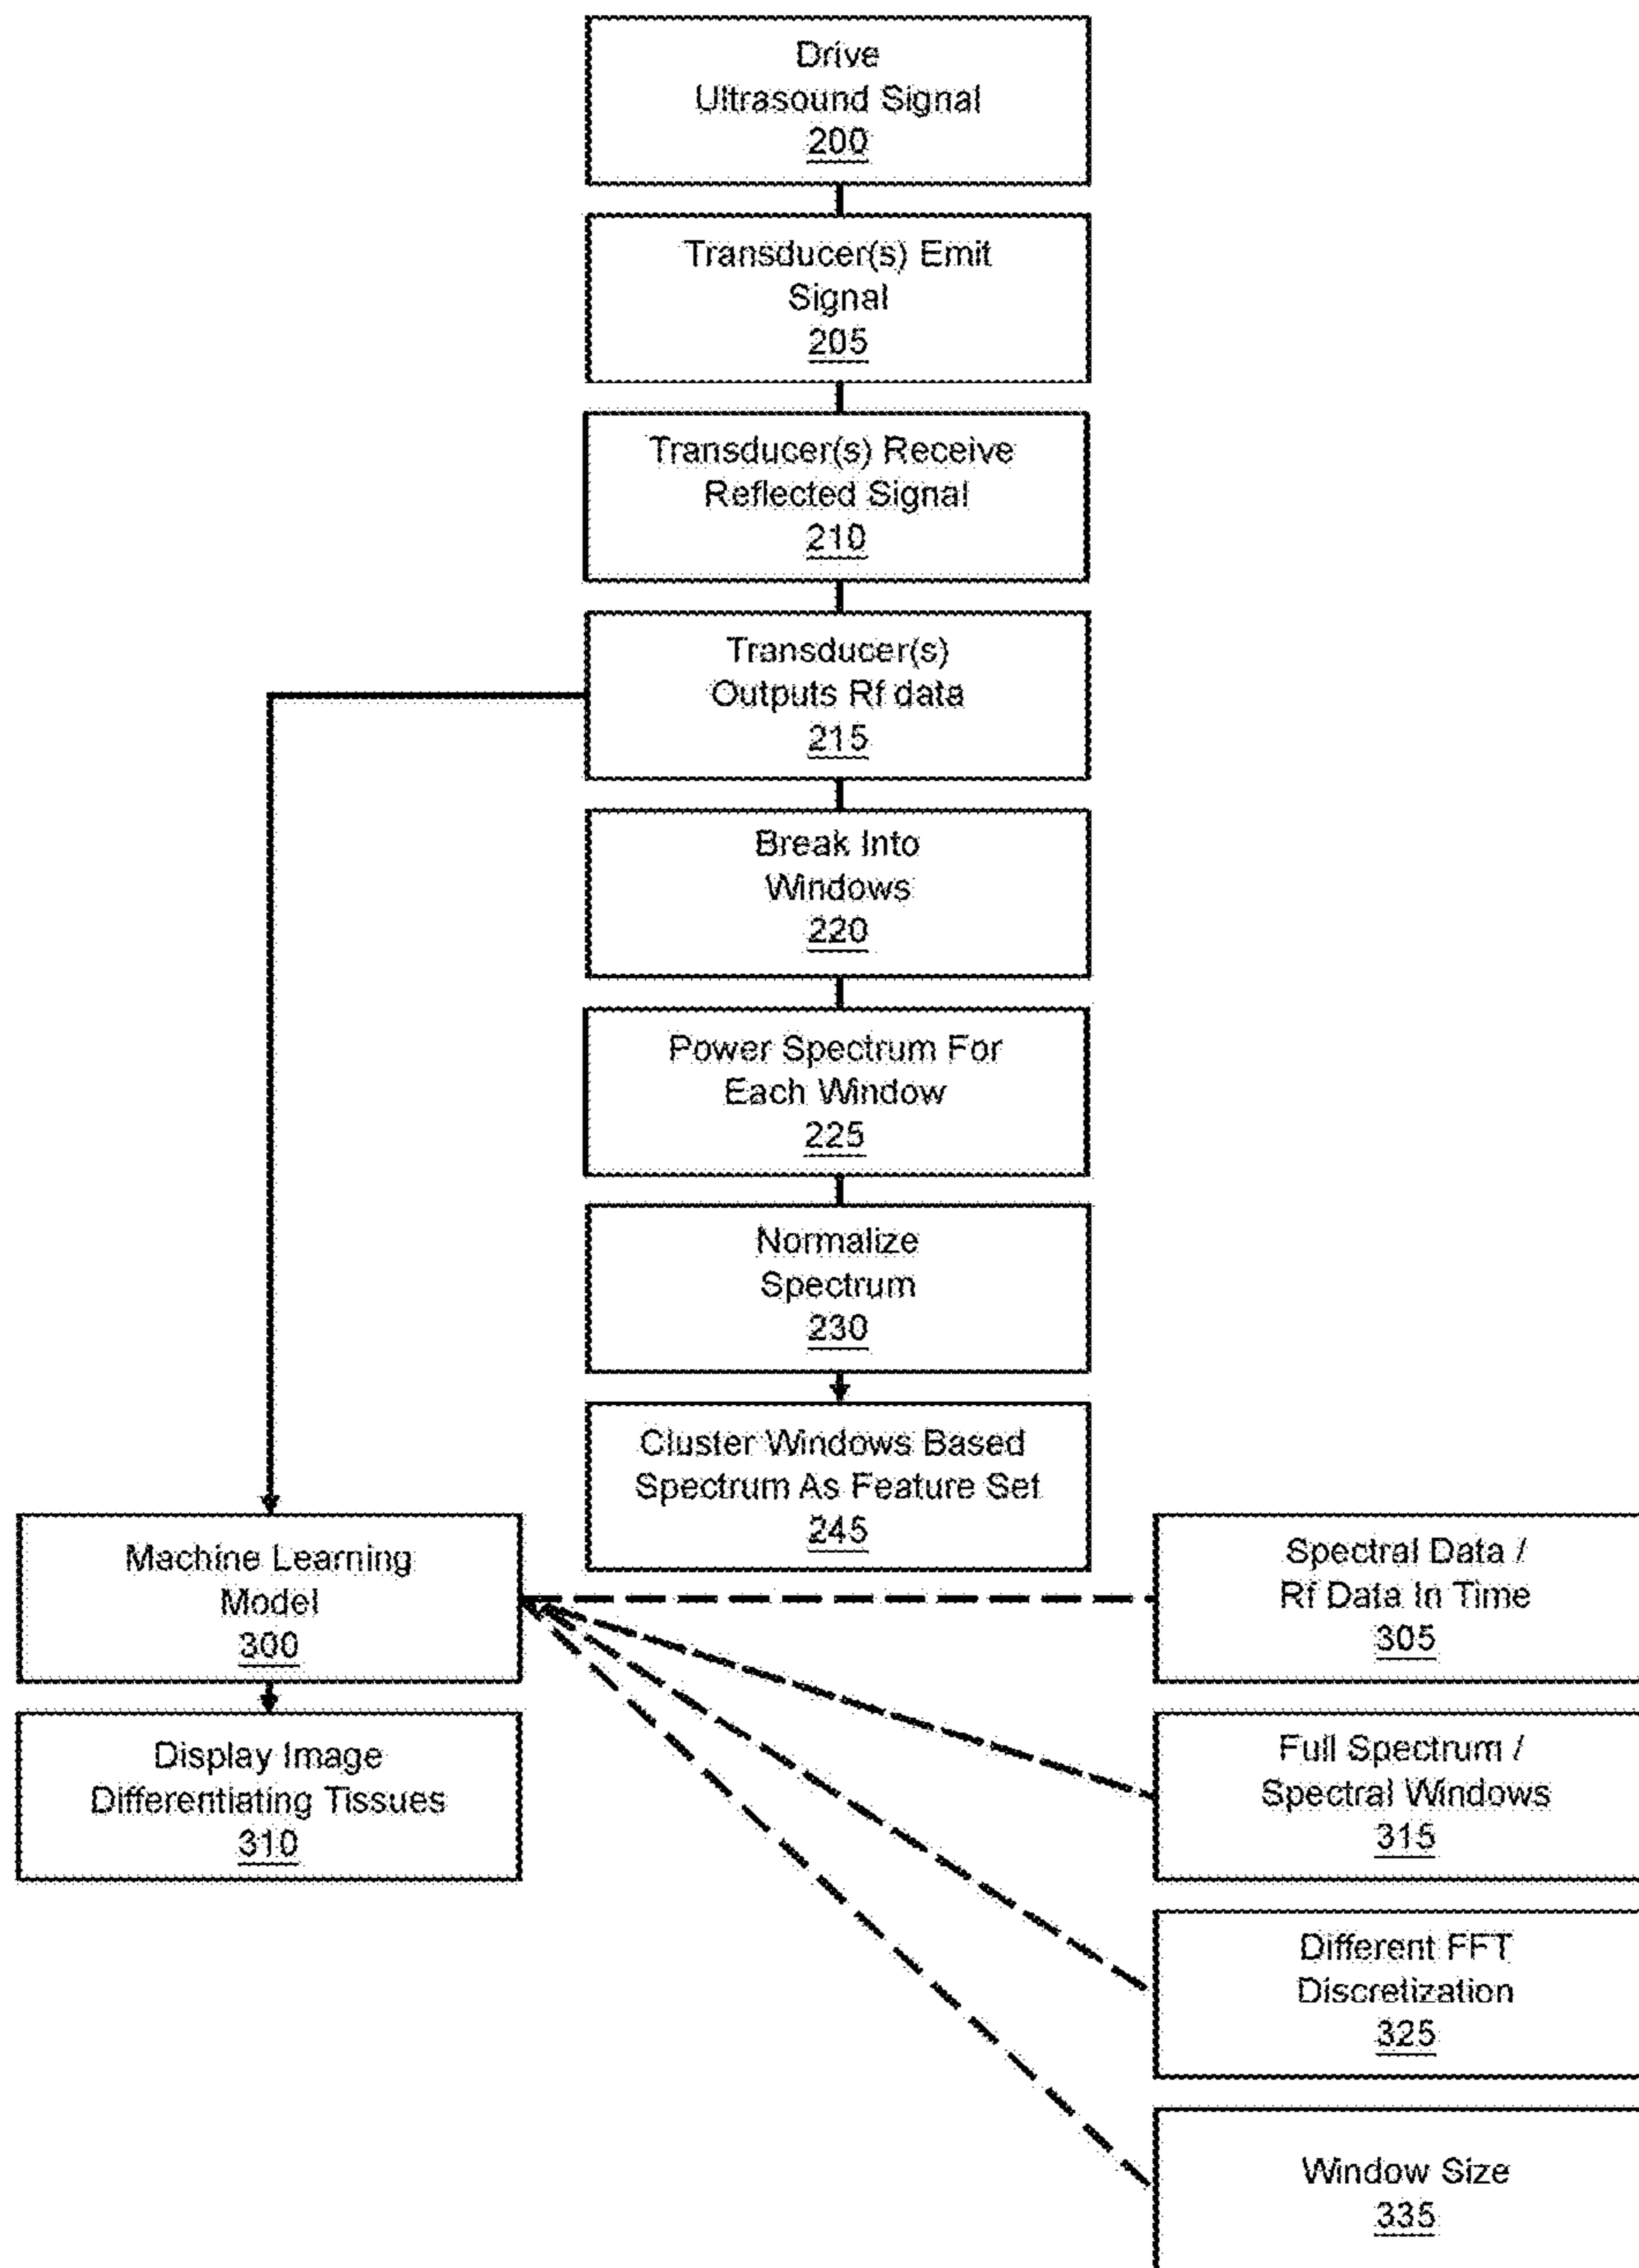 Drive
Ultrasound Signal
200
Transducer(s) Emit
Signal
205
Transducer(s) Receive
Reflected Signal
210
Transducer(s)
Outputs Rf data
215
Break Into
Windows
220
Power Spectrum For
Each Window
225
Normalize
Spectrum
230
Cluster Windows Based
Spectrum As Feature Set
245
Machine Learning
Model
300
Display Image
Differentiating Tissues
310
Spectral Data /
Rf Data In Time
305
Full Spectrum /
Spectral Windows
315
Different FFT
Discretization
325
Window Size
335